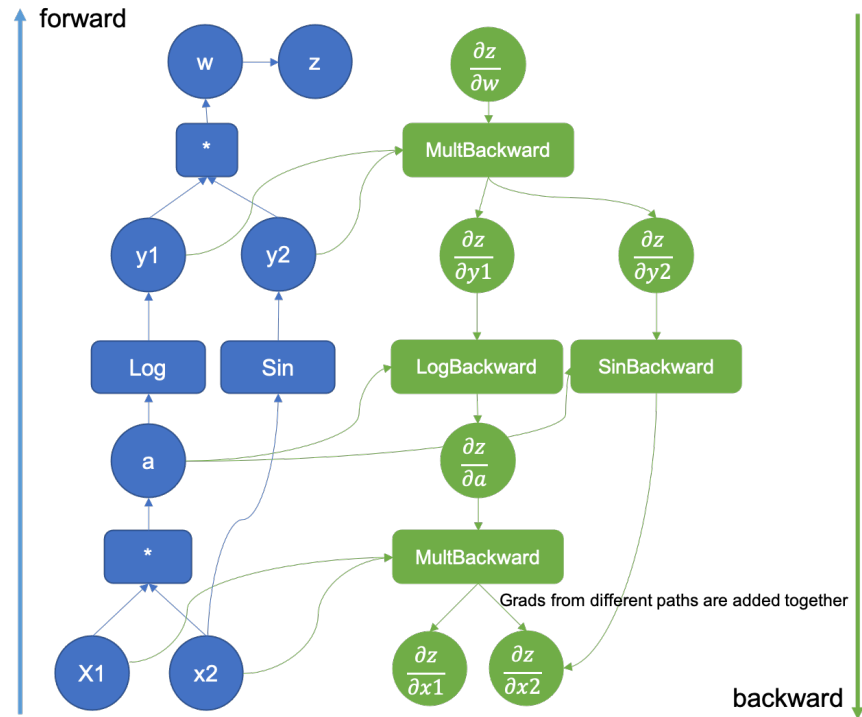 forward
w
z
∂z
∂w
*
MultBackward
y1
y2
∂z
∂y1
∂z
∂y2
Log
Sin
LogBackward
SinBackward
a
∂z
∂a
*
MultBackward
Grads from different paths are added together
X1
x2
∂z
∂x1
∂z
∂x2
backward